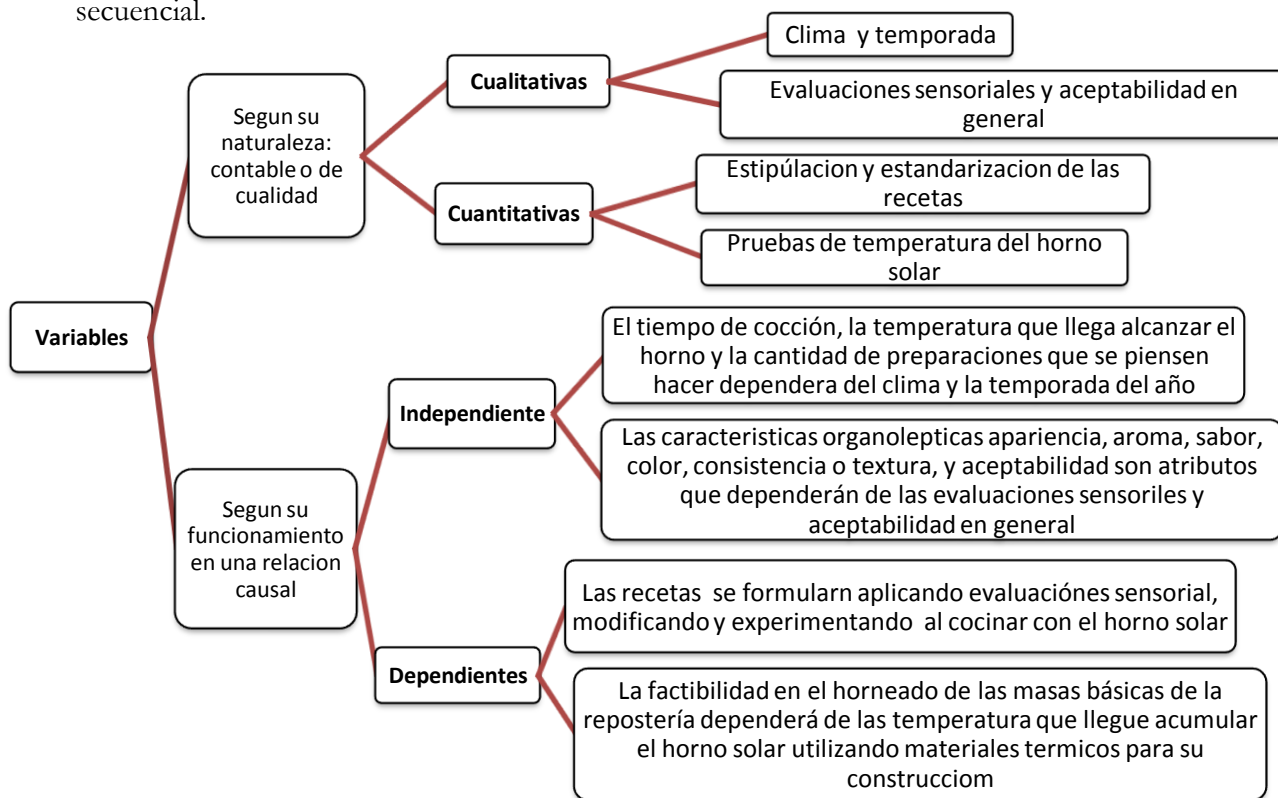 secuencial.
Variables
Segun su
naturaleza:
contable o de
cualidad
Cualitativas
Clima y temporada
Evaluaciones sensoriales y aceptabilidad en
general
Cuantitativas
Estipúlacion y estandarizacion de las
recetas
Pruebas de temperatura del horno
solar
Segun su
funcionamiento
en una relacion
causal
Independiente
El tiempo de cocción, la temperatura que llega alcanzar el
horno y la cantidad de preparaciones que se piensen
hacer dependera del clima y la temporada del año
Las caracteristicas organolepticas apariencia, aroma, sabor,
color, consistencia o textura, y aceptabilidad son atributos
que dependerán de las evaluaciones sensoriles y
aceptabilidad en general
Dependientes
Las recetas se formularn aplicando evaluaciónes sensorial,
modificando y experimentando al cocinar con el horno solar
La factibilidad en el horneado de las masas básicas de la
repostería dependerá de las temperatura que llegue acumular
el horno solar utilizando materiales termicos para su
construcciom